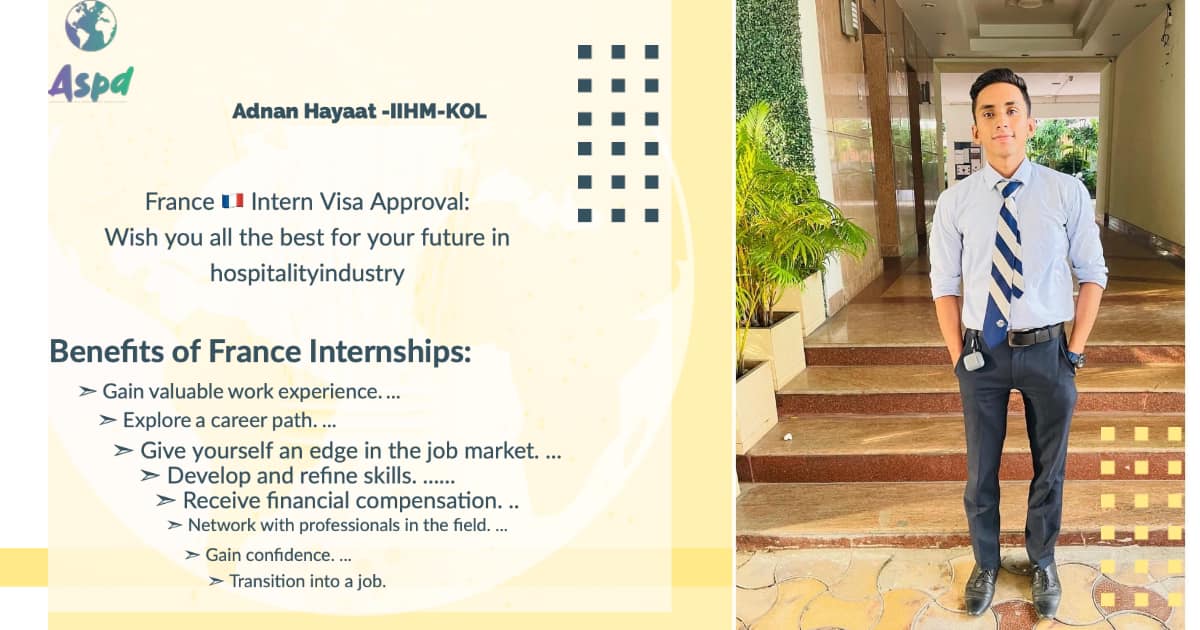 Aspd
Adnan Hayaat -IIHM-KOL
France 🇫🇷 Intern Visa Approval:
Wish you all the best for your future in
hospitalityindustry
Benefits of France Internships:
➣ Gain valuable work experience. ...
➣ Explore a career path. ...
➣ Give yourself an edge in the job market. ...
➣ Develop and refine skills. ......
➣ Receive financial compensation. ..
➣ Network with professionals in the field. ...
➣ Gain confidence. ...
➣ Transition into a job.